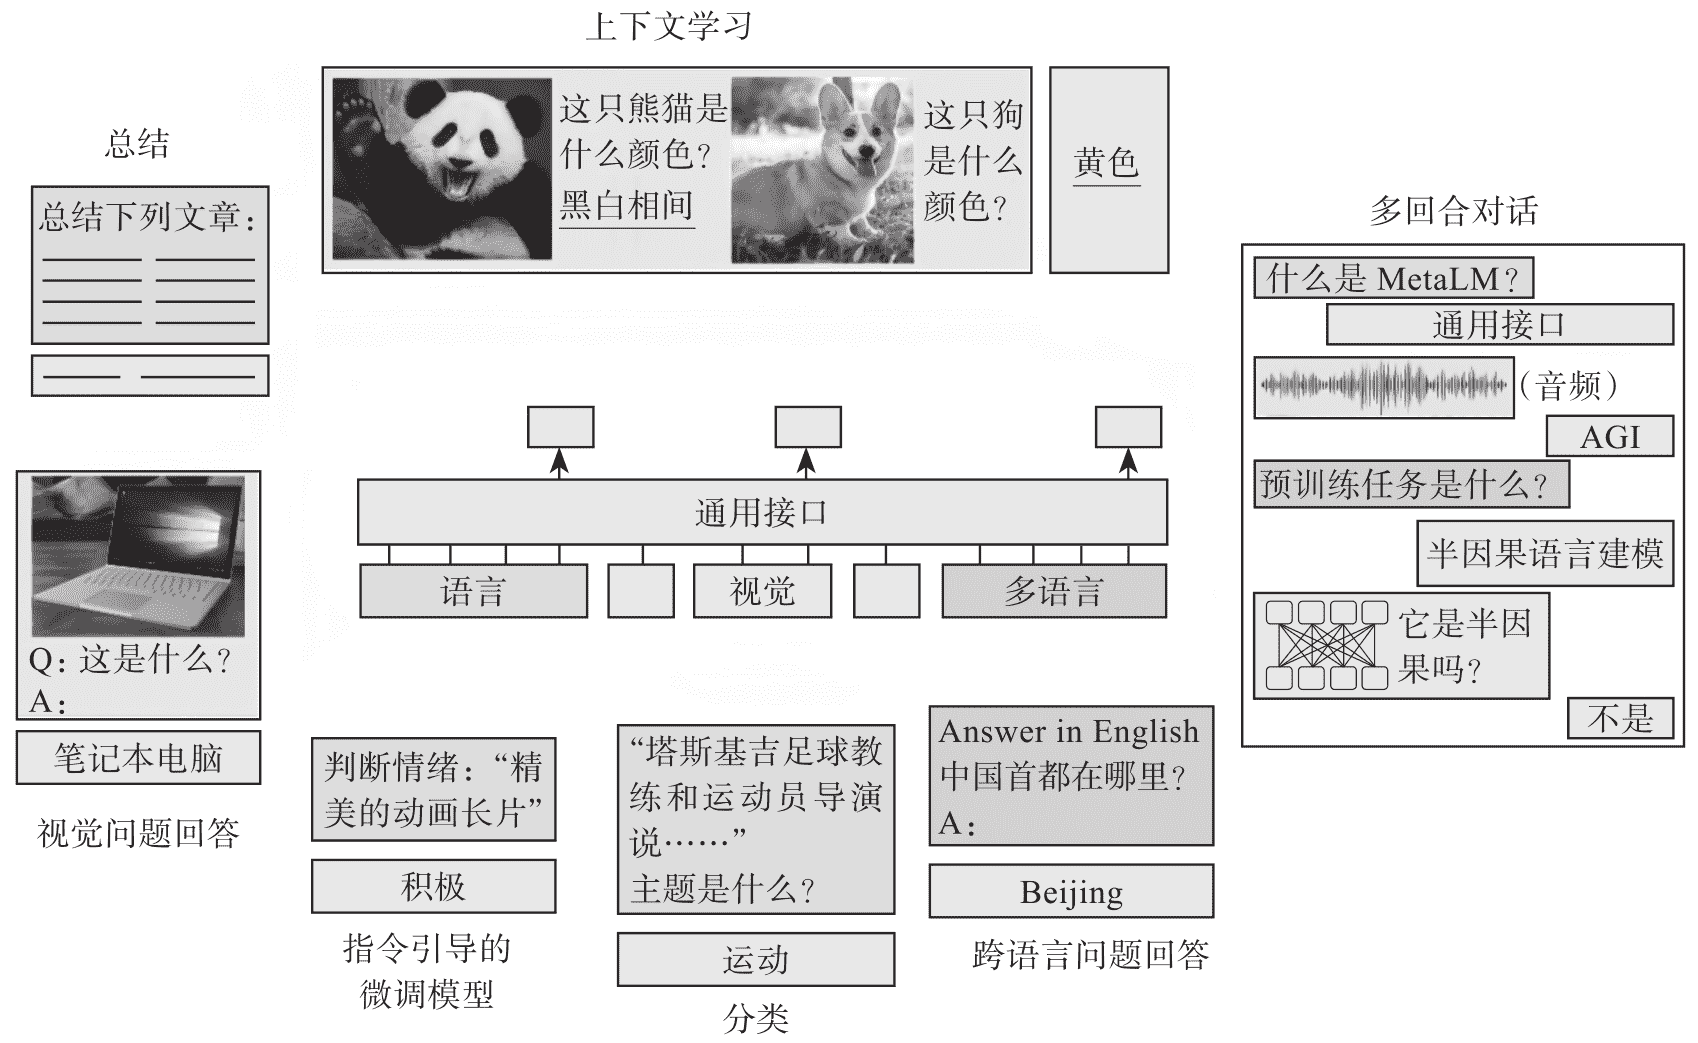 上下文学习
这只熊猫是
什么颜色？
黑白相间
这只狗
是什么
颜色？
黄色
总结
总结下列文章：
Q：这是什么？
A：
笔记本电脑
视觉问题回答
通用接口
语言
视觉
多语言
判断情绪：“精
美的动画长片”
积极
指令引导的
微调模型
“塔斯基吉足球教
练和运动员导演
说……”
主题是什么？
运动
分类
Answer in English
中国首都在哪里？
A：
Beijing
跨语言问题回答
多回合对话
什么是 MetaLM？
通用接口
（音频）
AGI
预训练任务是什么？
半因果语言建模
它是半因
果吗？
不是